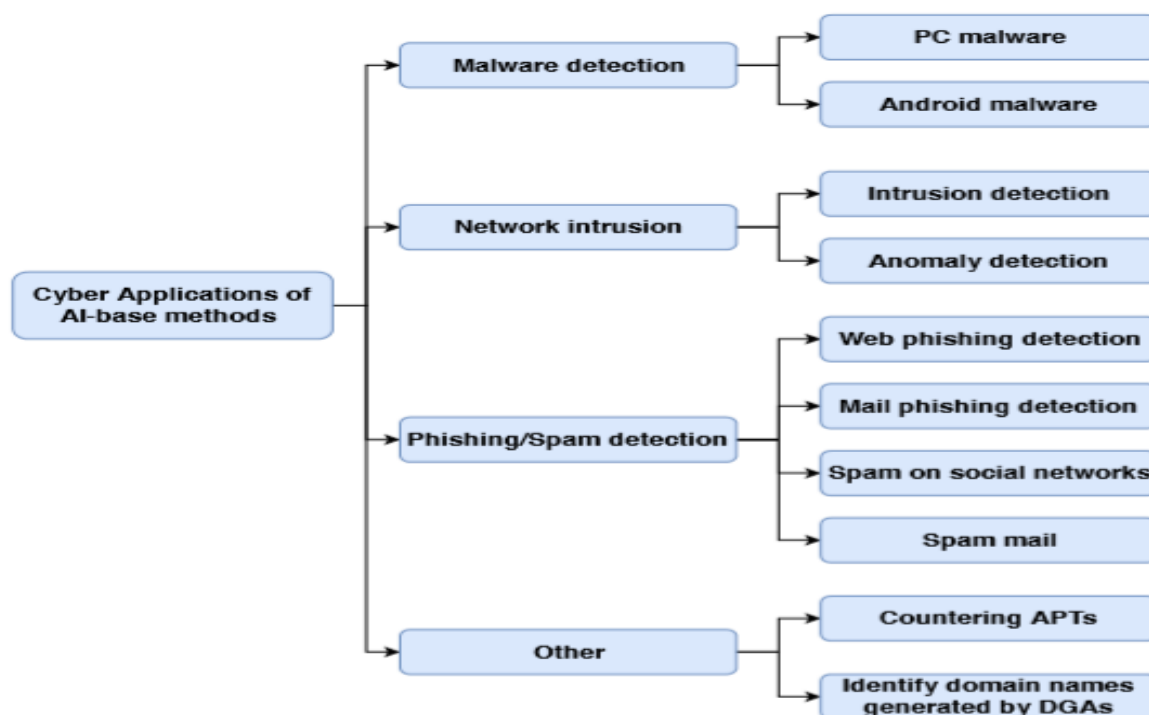 PC malware
Malware detection
Android malware
Intrusion detection
Network intrusion
Anomaly detection
Cyber Applications of
AI-base methods
Web phishing detection
Mail phishing detection
Phishing/Spam detection
Spam on social networks
Spam mail
Countering APTs
Other
Identify domain names
generated by DGAs